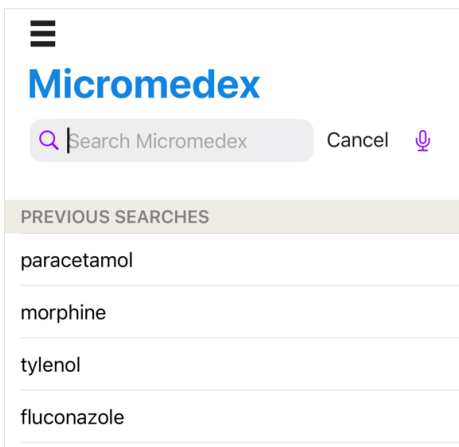 Micromedex
Search Micromedex Cancel
PREVIOUS SEARCHES
paracetamol
morphine
tylenol
fluconazole